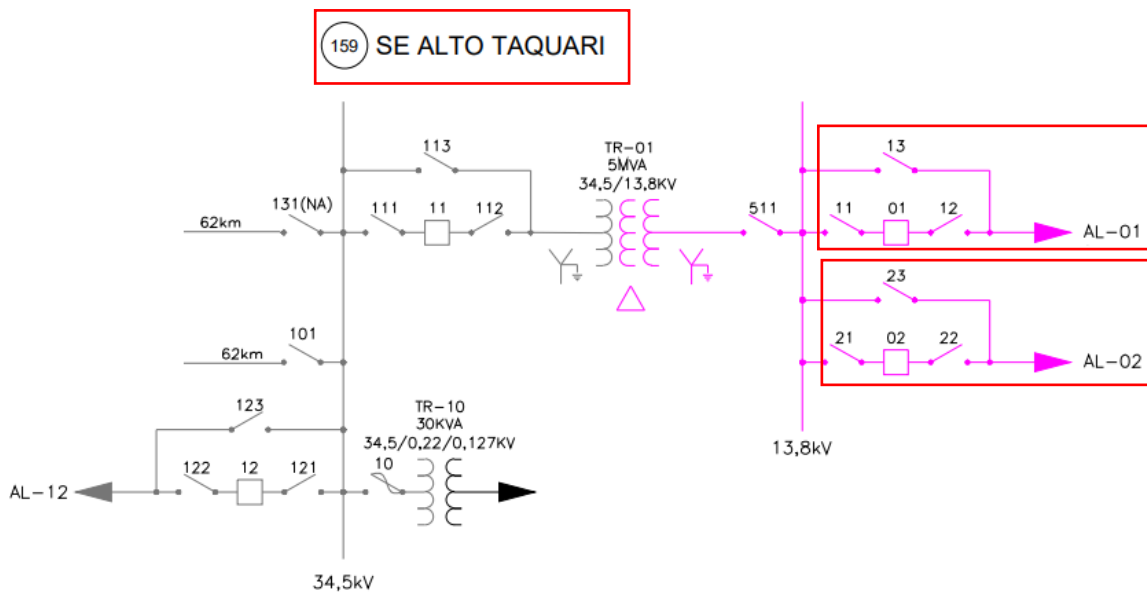 159 SE ALTO TAQUARI
113
TR-01
5MVA
34,5/13,8KV
13
131(NA)
62km
111
11
112
511
11
01
12
AL-01
23
101
62km
21
02
22
AL-02
123
TR-10
30KVA
34,5/0,22/0,127KV
13,8kV
122
12
121
10
AL-12
34,5kV